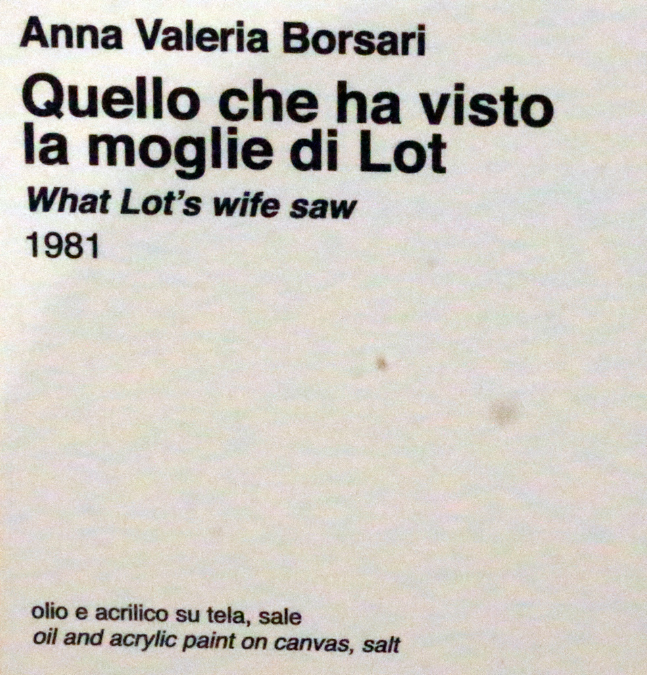 Anna Valeria Borsari
Quello che ha visto
la moglie di Lot
What Lot's wife saw
1981
olio e acrilico su tela, sale
oil and acrylic paint on canvas, salt